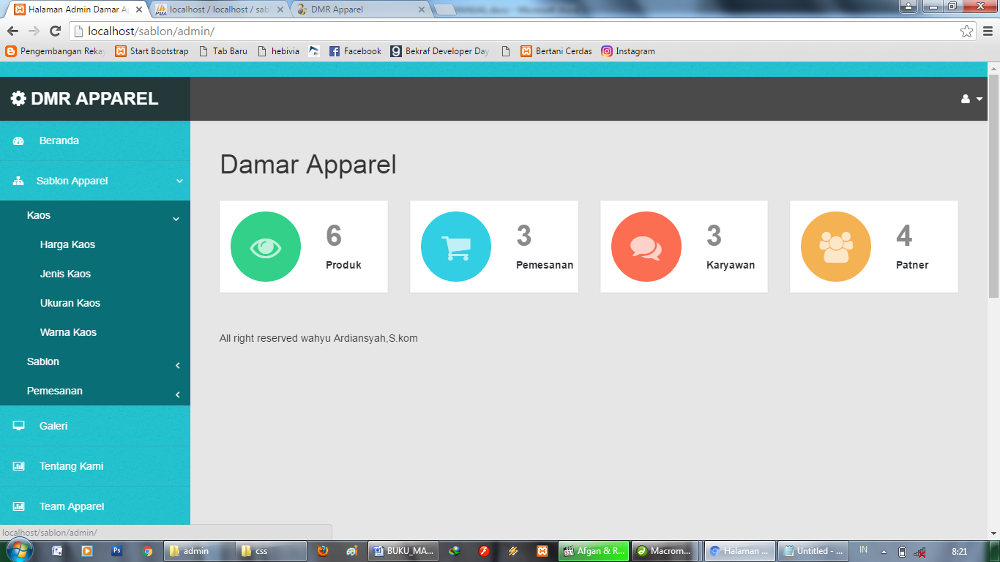 Halaman Admin Damar Ap
localhost / localhost / sabl
DMR Apparel
localhost/sablon/admin/
Pengembangan Reka
Start Bootstrap
Tab Baru
hebivia
Facebook
Bekraf Developer Day
Bertani Cerdas
Instagram
DMR APPAREL
Beranda
Sablon Apparel
Kaos
Harga Kaos
Jenis Kaos
Ukuran Kaos
Warna Kaos
Sablon
Pemesanan
Galeri
Tentang Kami
Team Apparel
Damar Apparel
6
Produk
3
Pemesanan
3
Karyawan
4
Patner
All right reserved wahyu Ardiansyah,S.kom
localhost/sablon/admin/
admin
css
BUKU_MA...
Afgan & R...
Macrom...
Halaman ...
Untitled - ...
IN
8:21